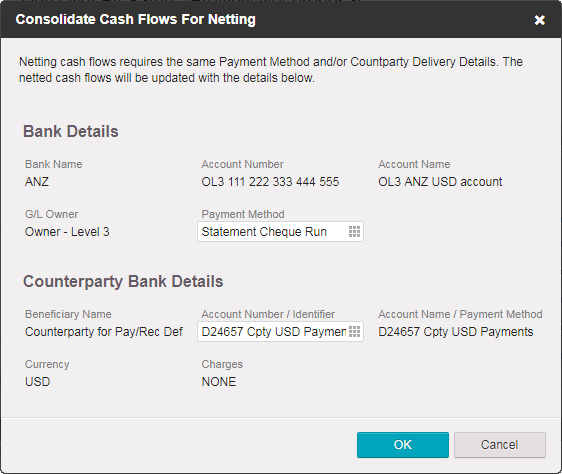 Consolidate Cash Flows For Netting
Netting cash flows requires the same Payment Method and/or Countparty Delivery Details. The
netted cash flows will be updated with the details below.
Bank Details
Bank Name Account Number Account Name
ANZ OL3 111 222 333 444 555 OL3 ANZ USD account
G/L Owner Payment Method
Owner - Level 3 Statement Cheque Run
Counterparty Bank Details
Beneficiary Name Account Number / Identifier Account Name / Payment Method
Counterparty for Pay/Rec Def D24657 Cpty USD Paymen D24657 Cpty USD Payments
Currency Charges
USD NONE
OK Cancel